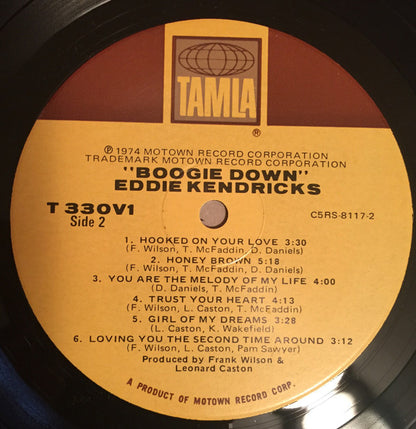 TAMLA
®
℗ 1974 MOTOWN RECORD CORPORATION
TRADEMARK MOTOWN RECORD CORPORATION
"BOOGIE DOWN"
EDDIE KENDRICKS
T 330V1
Side 2
C5RS-8117-2
1. HOOKED ON YOUR LOVE 3:30
(F. Wilson, T. McFaddin, D. Daniels)
2. HONEY BROWN 5:18
(F. Wilson, T. McFaddin, D. Daniels)
3. YOU ARE THE MELODY OF MY LIFE 4:00
(D. Daniels, T. McFaddin)
4. TRUST YOUR HEART 4:13
(F. Wilson, L. Caston, T. McFaddin)
5. GIRL OF MY DREAMS 3:28
(L. Caston, K. Wakefield)
6. LOVING YOU THE SECOND TIME AROUND 3:12
(F. Wilson, L. Caston, Pam Sawyer)
Produced by Frank Wilson &
Leonard Caston
A PRODUCT OF MOTOWN RECORD CORP.